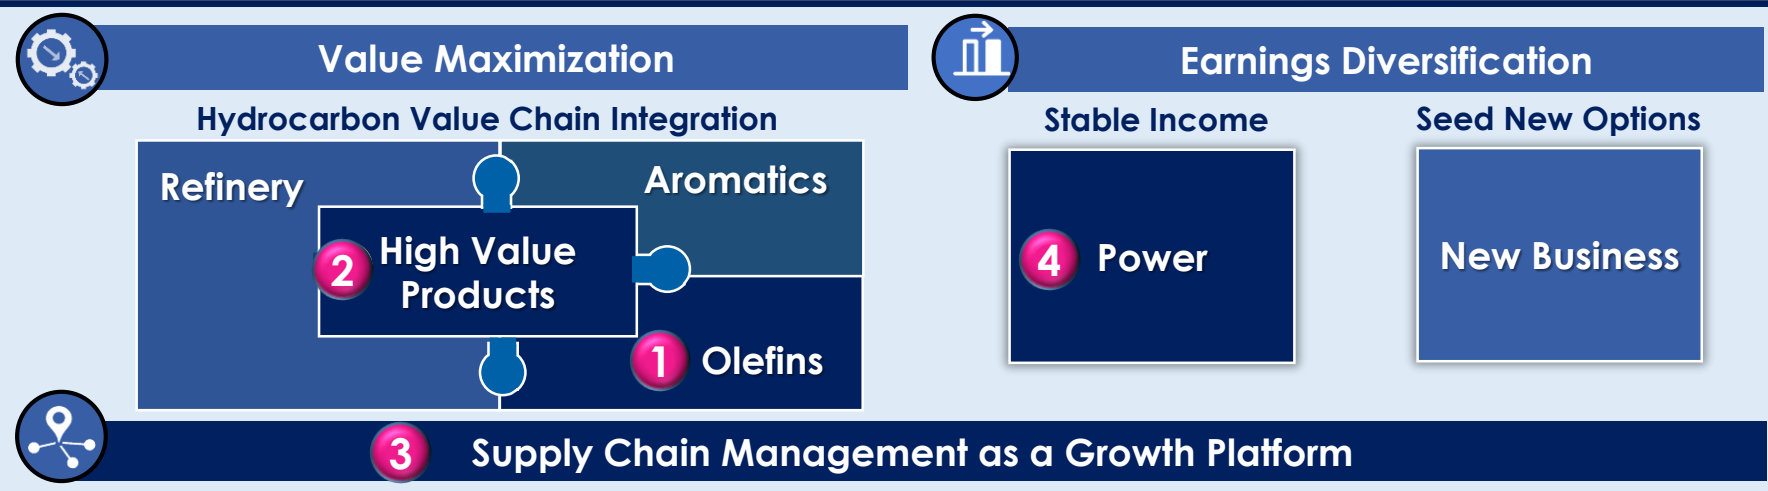 Value Maximization
Hydrocarbon Value Chain Integration
Refinery
Aromatics
2
High Value
Products
1
Olefins
Earnings Diversification
Stable Income
4
Power
Seed New Options
New Business
3
Supply Chain Management as a Growth Platform